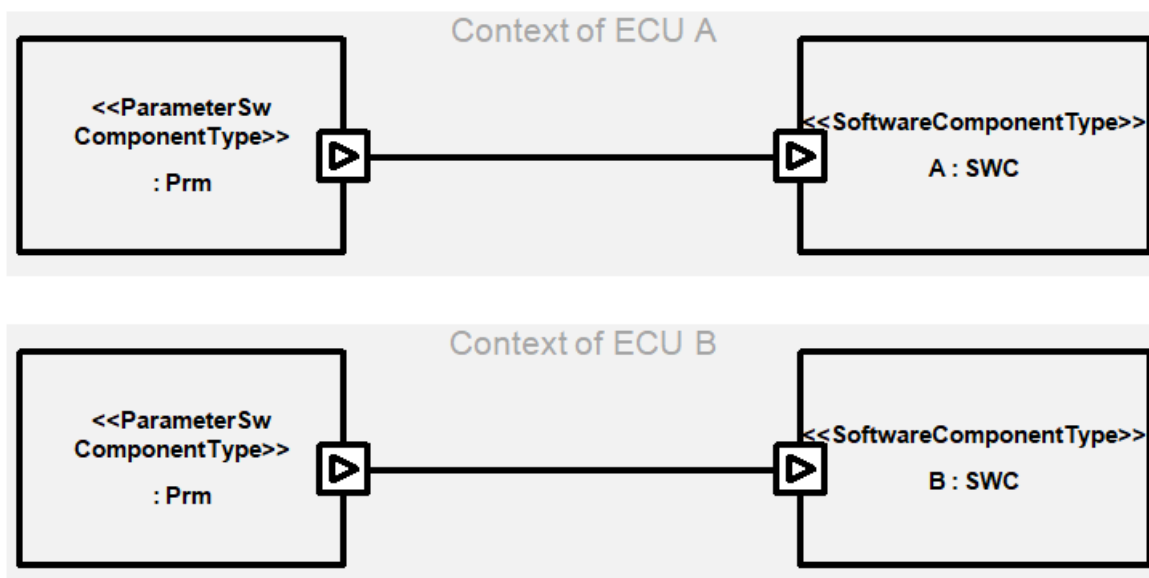 Context of ECU A
<<ParameterSw
ComponentType>>
: Prm
<<SoftwareComponentType>>
A : SWC
Context of ECU B
<<ParameterSw
ComponentType>>
: Prm
<<SoftwareComponentType>>
B : SWC